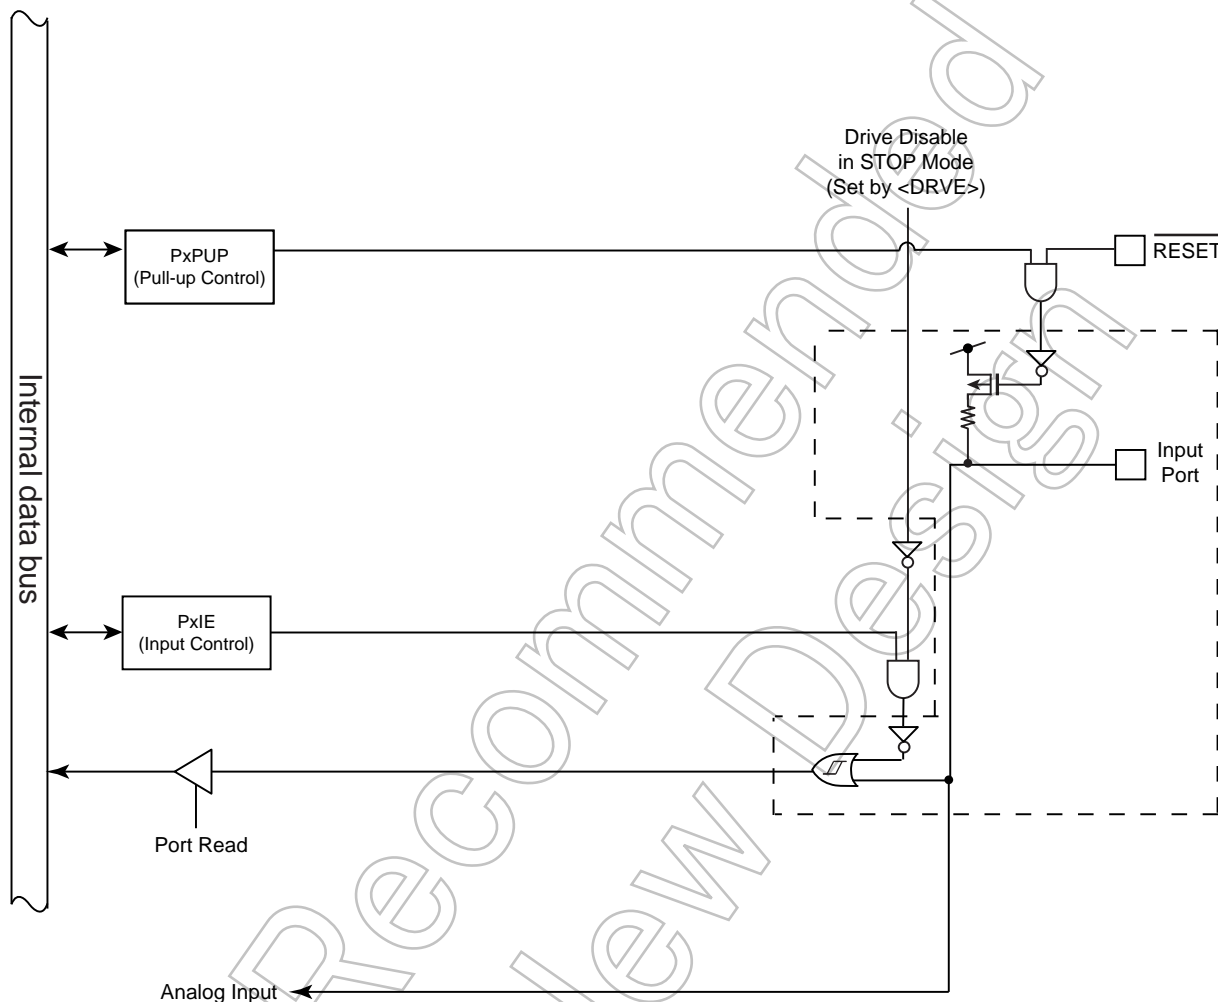 Drive Disable
in STOP Mode
(Set by <DRVE>)
PxPUP
(Pull-up Control)
RESET
Internal data bus
Input
Port
PxIE
(Input Control)
Port Read
Analog Input
Recommended
New Design